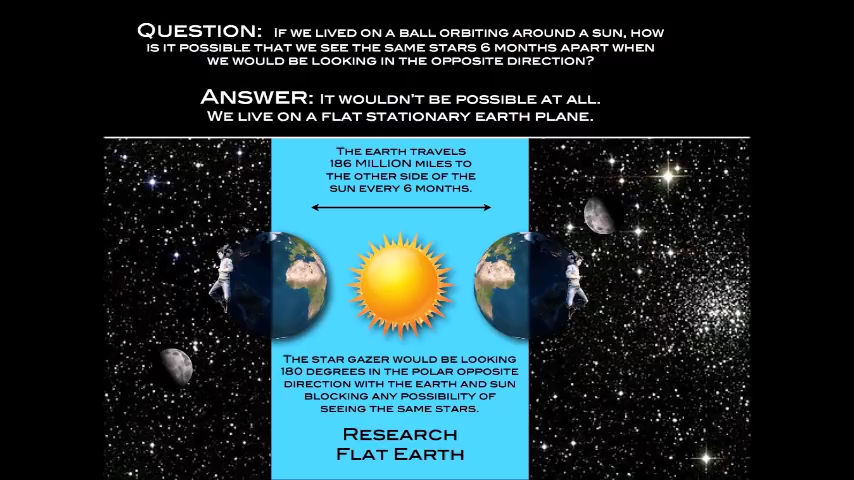 QUESTION: IF WE LIVED ON A BALL ORBITING AROUND A SUN, HOW
IS IT POSSIBLE THAT WE SEE THE SAME STARS 6 MONTHS APART WHEN
WE WOULD BE LOOKING IN THE OPPOSITE DIRECTION?
ANSWER: IT WOULDN'T BE POSSIBLE AT ALL.
WE LIVE ON A FLAT STATIONARY EARTH PLANE.
THE EARTH TRAVELS
186 MILLION MILES TO
THE OTHER SIDE OF THE
SUN EVERY 6 MONTHS.
THE STAR GAZER WOULD BE LOOKING
180 DEGREES IN THE POLAR OPPOSITE
DIRECTION WITH THE EARTH AND SUN
BLOCKING ANY POSSIBILITY OF
SEEING THE SAME STARS.
RESEARCH
FLAT EARTH